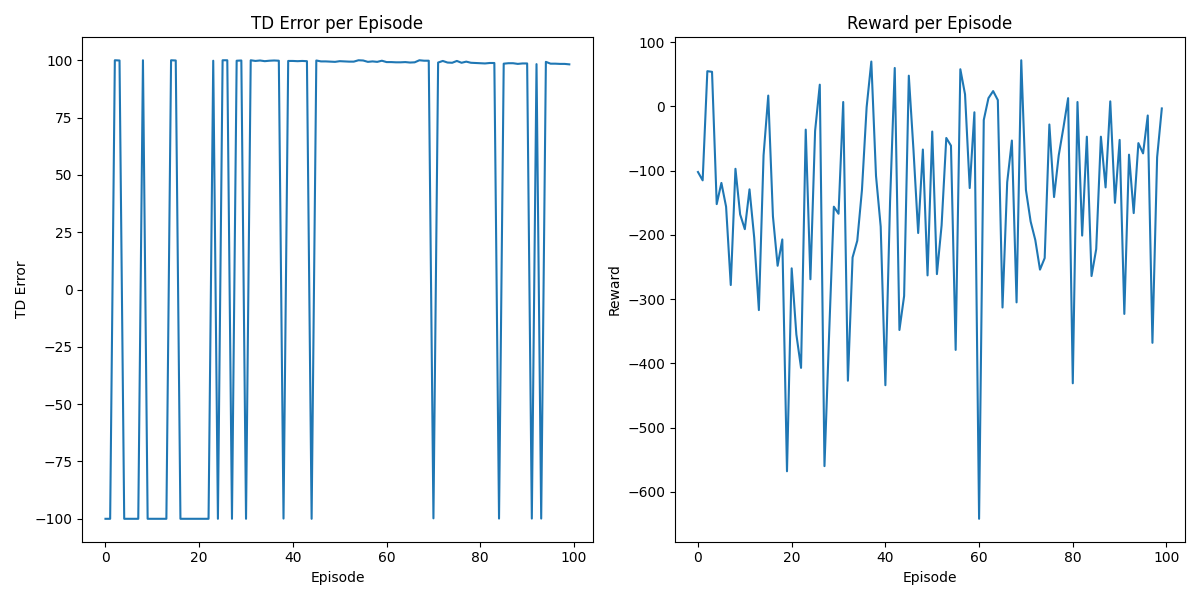 TD Error per Episode
TD Error
100
75
50
25
0
−25
−50
−75
−100
0 20 40 60 80 100
Episode
Reward per Episode
Reward
100
0
−100
−200
−300
−400
−500
−600
0 20 40 60 80 100
Episode